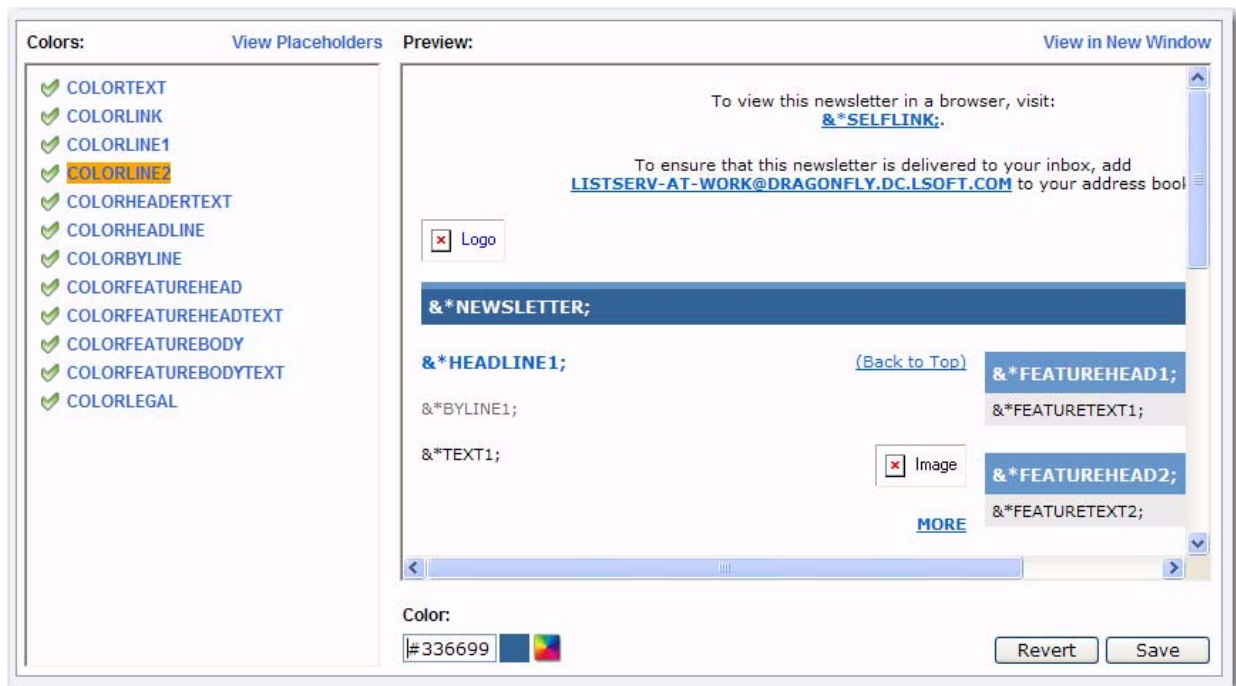 Colors:
View Placeholders
COLORTEXT
COLORLINK
COLORLINE1
COLORLINE2
COLORHEADERTEXT
COLORHEADLINE
COLORBYLINE
COLORFEATUREHEAD
COLORFEATUREHEADTEXT
COLORFEATUREBODY
COLORFEATUREBODYTEXT
COLORLEGAL
Preview:
View in New Window
To view this newsletter in a browser, visit:
&*SELFLINK;.
To ensure that this newsletter is delivered to your inbox, add
LISTSERV-AT-WORK@DRAGONFLY.DC.LSOFT.COM to your address book
Logo
&*NEWSLETTER;
&*HEADLINE1;
(Back to Top)
&*BYLINE1;
&*TEXT1;
Image
MORE
&*FEATUREHEAD1;
&*FEATURETEXT1;
&*FEATUREHEAD2;
&*FEATURETEXT2;
Color:
#336699
Revert
Save